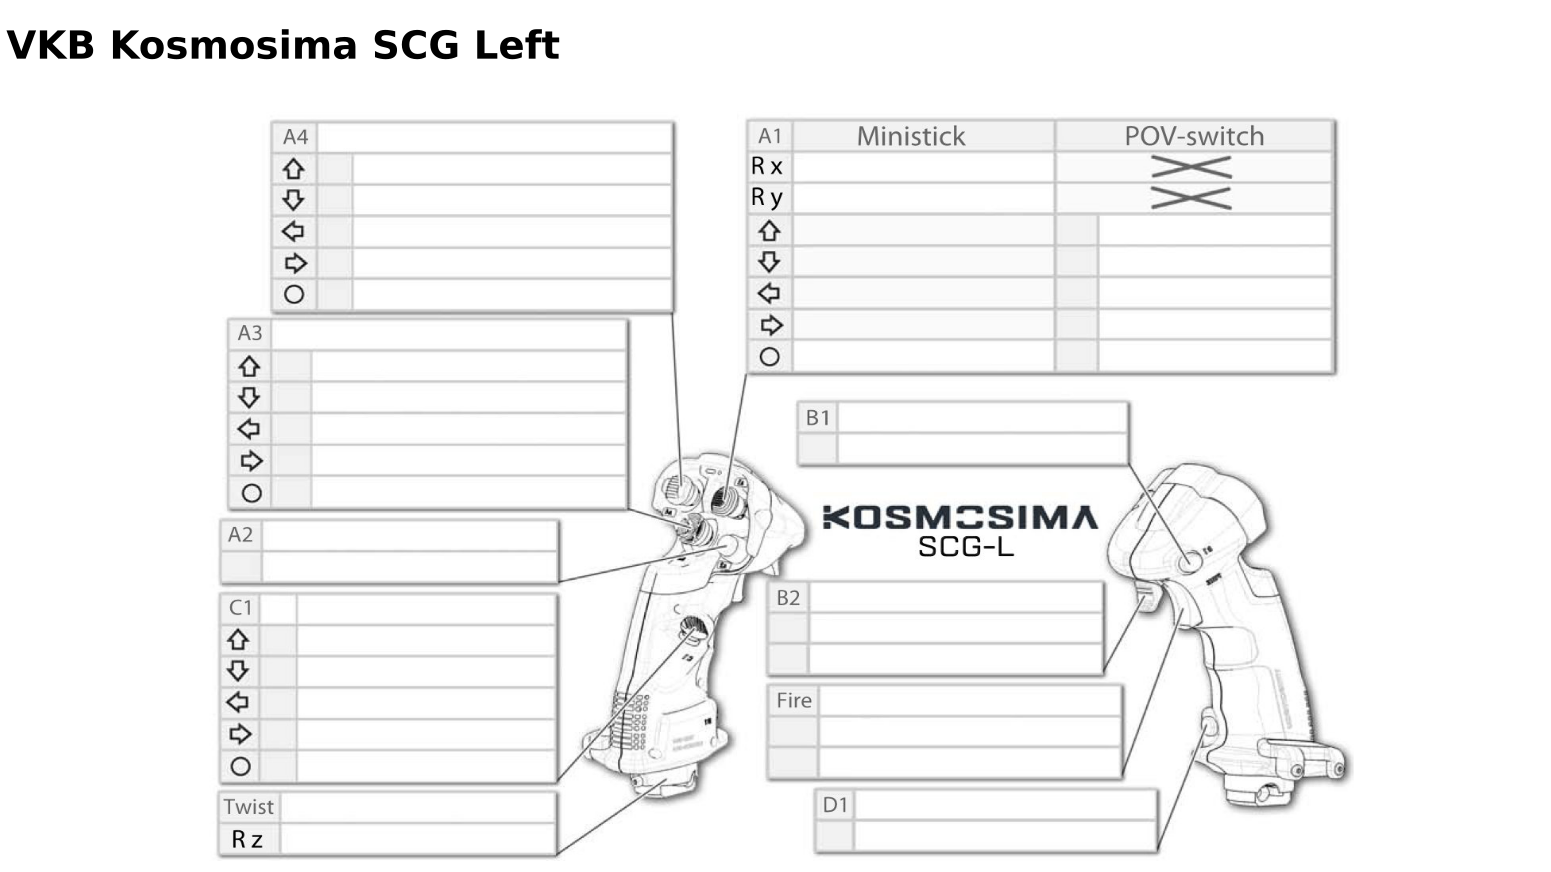 VKB Kosmosima SCG Left
A4
A1 Ministick POV-switch
R x
R y
A3
B1
A2
KOSMOSIMA
SCG-L
C1
B2
Fire
Twist
R z
D1